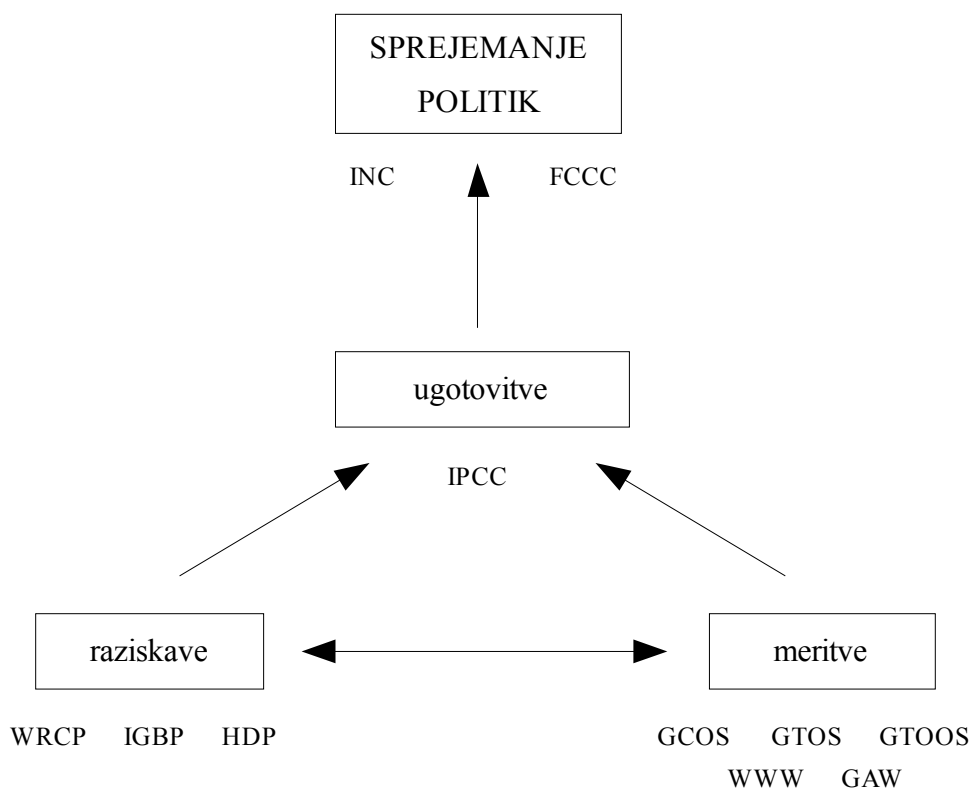 SPREJEMANJE
POLITIK
INC FCCC
ugotovitve
IPCC
raziskave meritve
WRCP IGBP HDP GCOS GTOS GTOOS
WWW GAW